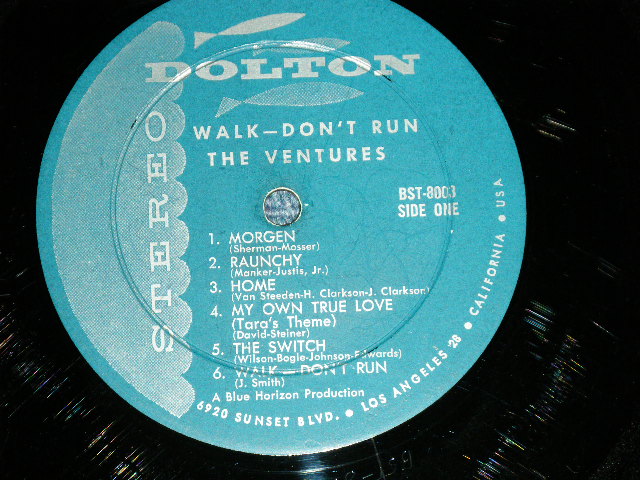 DOLTON
STEREO
WALK—DON'T RUN
THE VENTURES
BST-8003
SIDE ONE
1. MORGEN
(Sherman-Mosser)
2. RAUNCHY
(Manker-Justis, Jr.)
3. HOME
(Van Steeden-H. Clarkson-J. Clarkson)
4. MY OWN TRUE LOVE
(Tara's Theme)
(David-Steiner)
5. THE SWITCH
(Wilson-Bogle-Johnson-Edwards)
6. WALK—DON'T RUN
(J. Smith)
A Blue Horizon Production
6920 SUNSET BLVD. • LOS ANGELES 28 • CALIFORNIA • USA